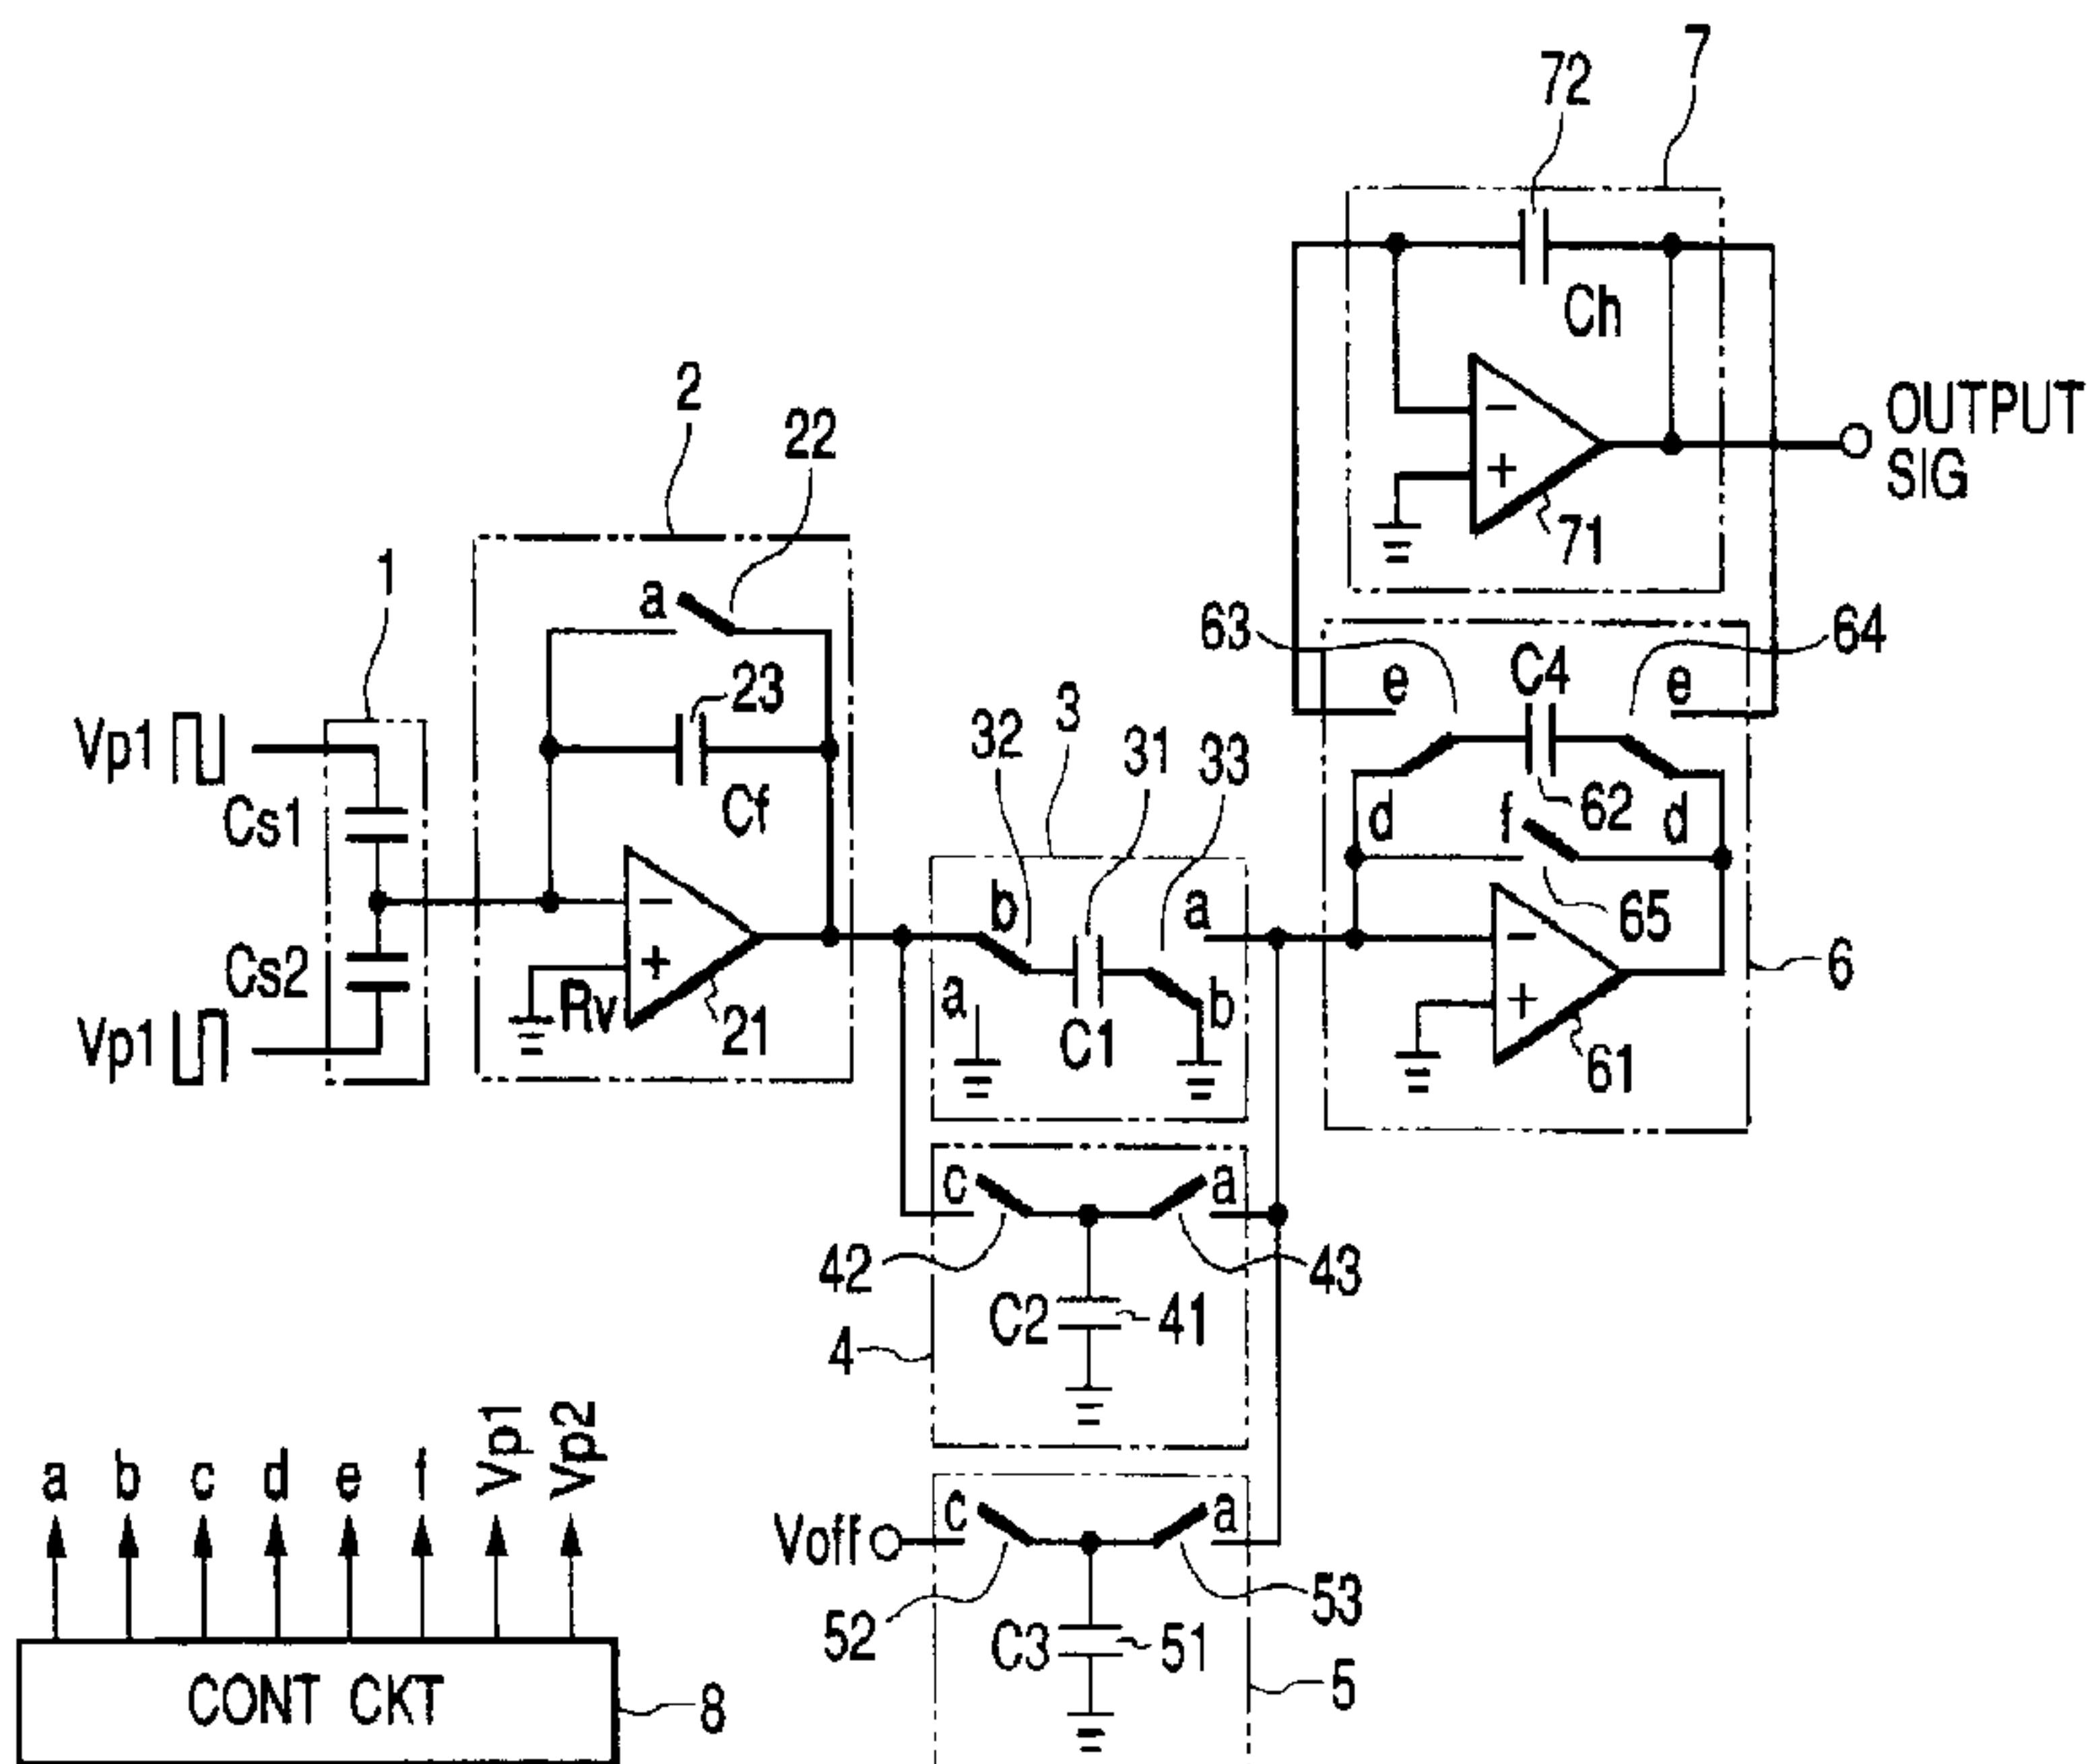 7
72
Ch
OUTPUT
SIG
71
2
22
a
1
23
Cf
Vp1
Cs1
Cs2
Vp1
Rv
21
3
32
31
33
b
a
a
b
C1
63
64
e
C4
e
d
62
d
f
65
6
61
c
a
42
43
C2
41
4
Voff
c
a
52
53
C3
51
5
a b c d e f Vp1 Vp2
CONT CKT
8